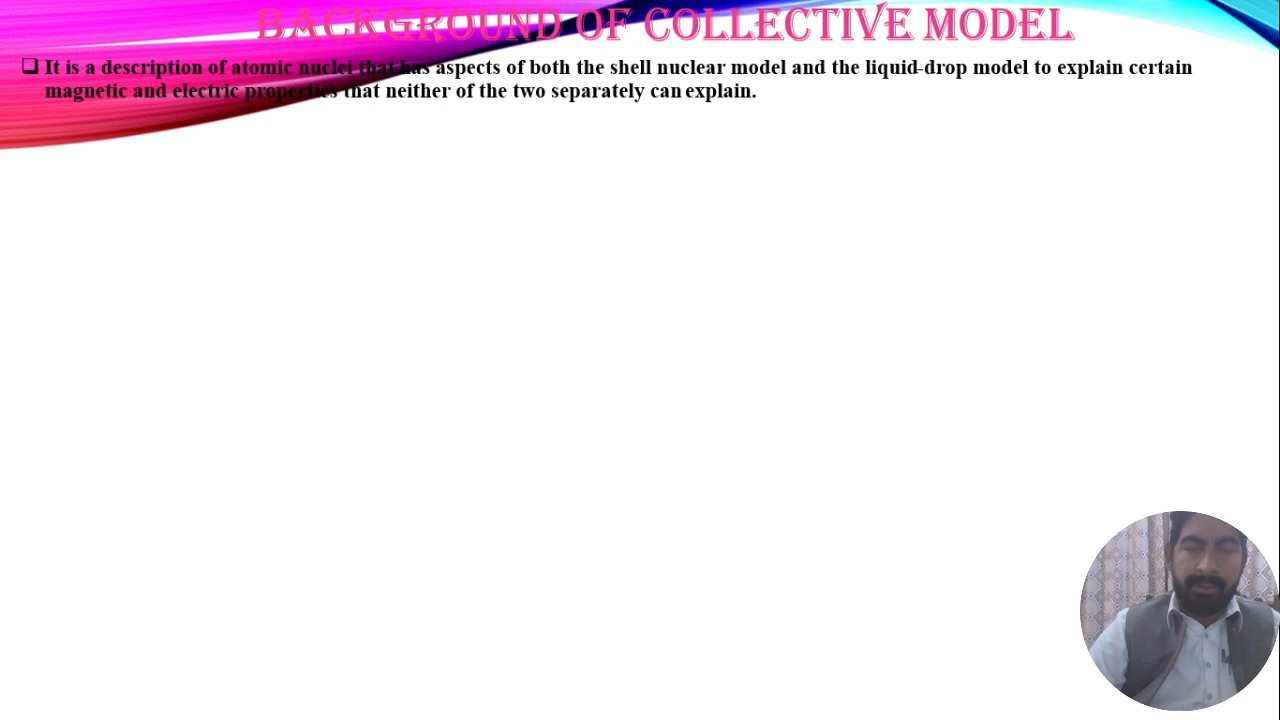 BACKGROUND OF COLLECTIVE MODEL
❑ It is a description of atomic nuclei that has aspects of both the shell nuclear model and the liquid-drop model to explain certain
magnetic and electric properties that neither of the two separately can explain.